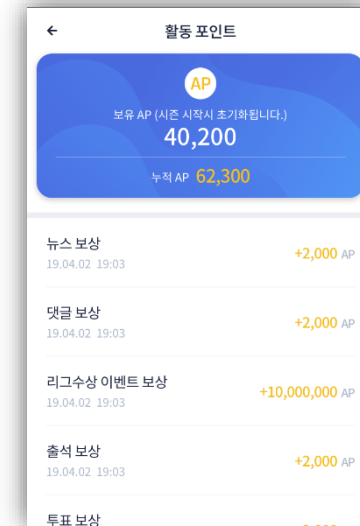 활동 포인트
AP
보유 AP (시즌 시작시 초기화됩니다.)
40,200
누적 AP 62,300
뉴스 보상
+2,000 AP
19.04.02 19:03
댓글 보상
+2,000 AP
19.04.02 19:03
리그수상 이벤트 보상
+10,000,000 AP
19.04.02 19:03
출석 보상
+2,000 AP
19.04.02 19:03
투표 보상